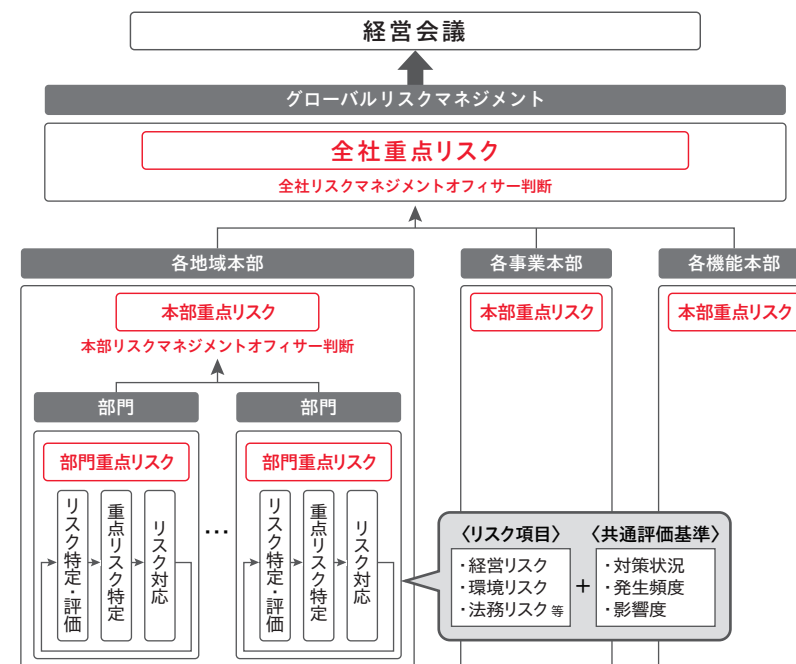 経営会議
グローバルリスクマネジメント
全社重点リスク
全社リスクマネジメントオフィサー判断
各地域本部
各事業本部
各機能本部
本部重点リスク
本部重点リスク
本部重点リスク
本部リスクマネジメントオフィサー判断
部門
部門
部門重点リスク
部門重点リスク
リスク特定・評価
重点リスク特定
リスク対応
…
リスク特定・評価
重点リスク特定
リスク対応
〈リスク項目〉
・経営リスク
・環境リスク
・法務リスク等
+
〈共通評価基準〉
・対策状況
・発生頻度
・影響度